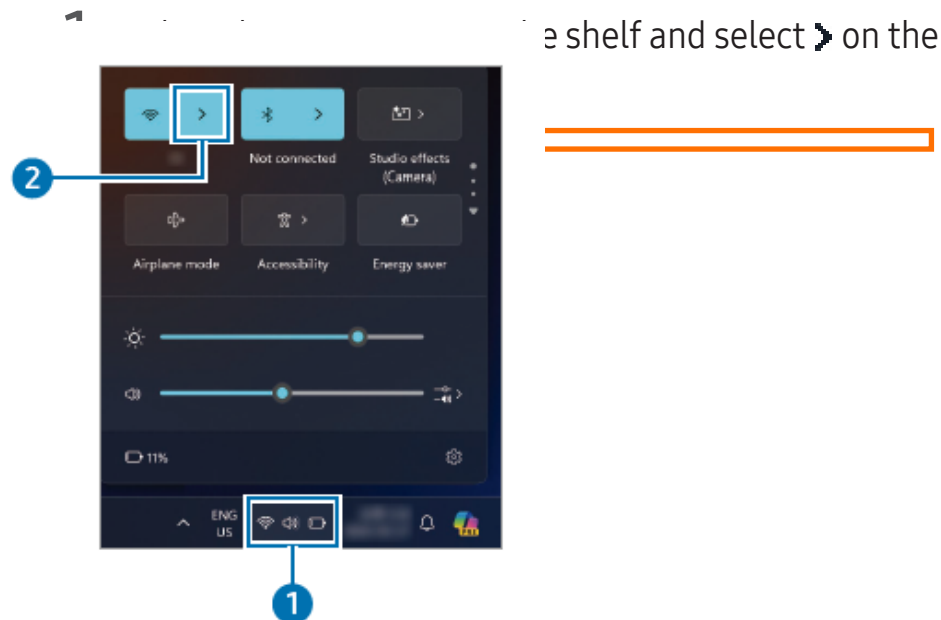 e shelf and select > on the
Not connected
Studio effects
(Camera)
2
Airplane mode
Accessibility
Energy saver
11%
ENG
US
PRE
1